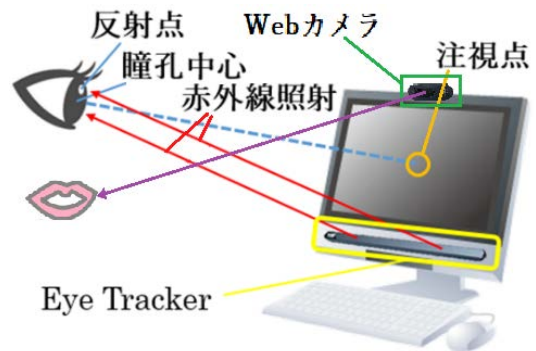 反射点
Webカメラ
瞳孔中心
注視点
赤外線照射
Eye Tracker